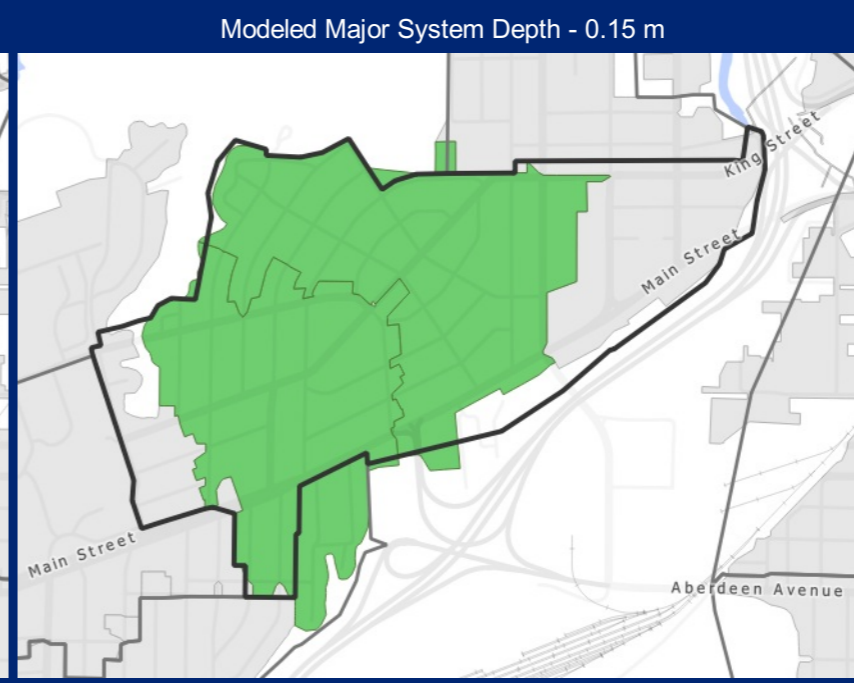 Modeled Major System Depth - 0.15 m
King Street
Main Street
Main Street
Aberdeen Avenue